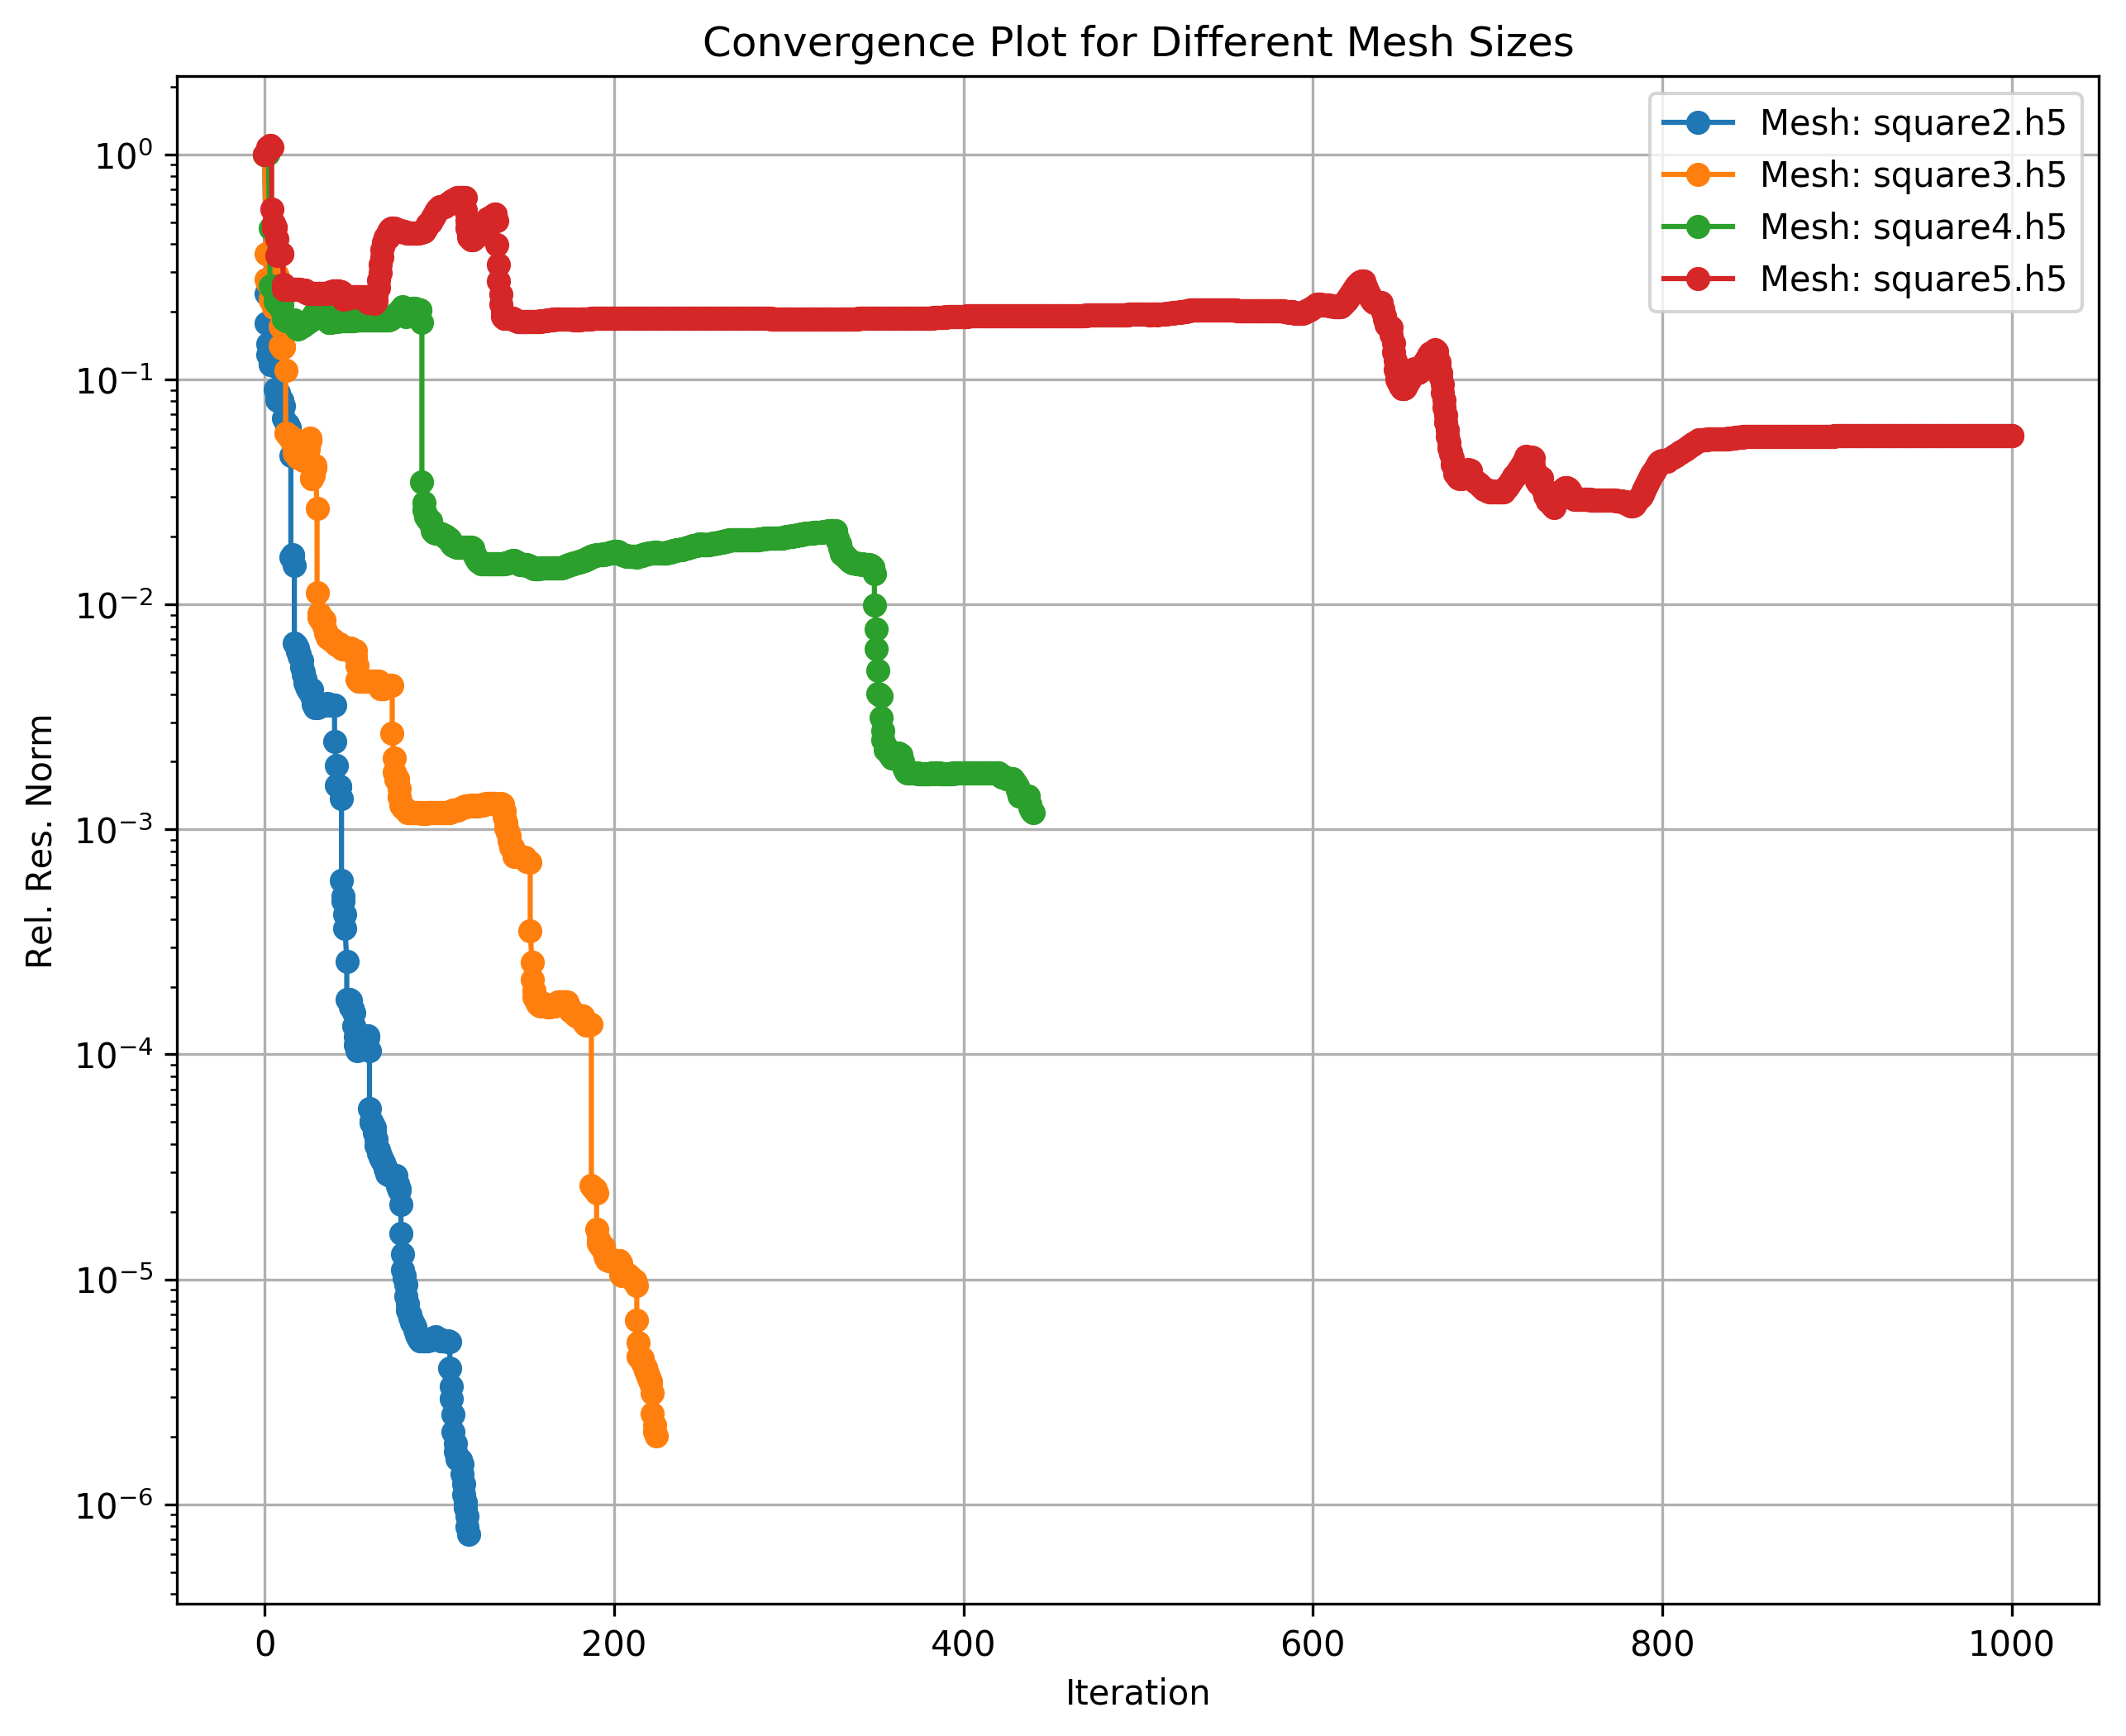 Convergence Plot for Different Mesh Sizes
Mesh: square2.h5
Mesh: square3.h5
Mesh: square4.h5
Mesh: square5.h5
Rel. Res. Norm
10⁰
10⁻¹
10⁻²
10⁻³
10⁻⁴
10⁻⁵
10⁻⁶
0 200 400 600 800 1000
Iteration